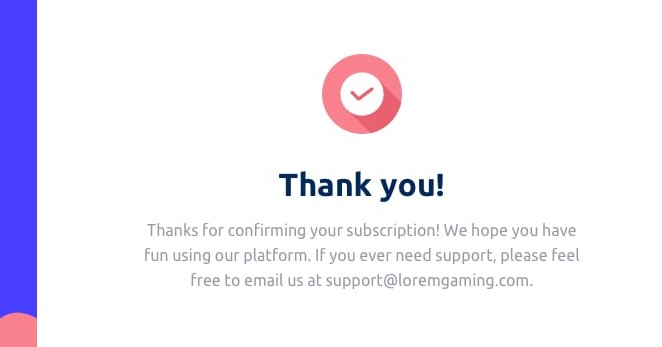 Thank you!
Thanks for confirming your subscription! We hope you have
fun using our platform. If you ever need support, please feel
free to email us at support@loremgaming.com.